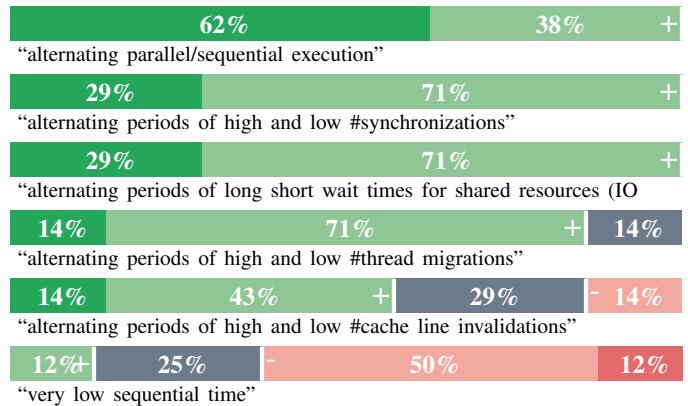 62% 38% +
“alternating parallel/sequential execution”
29% 71% +
“alternating periods of high and low #synchronizations”
29% 71% +
“alternating periods of long short wait times for shared resources (IO
14% 71% + 14%
“alternating periods of high and low #thread migrations”
14% 43% + 29% - 14%
“alternating periods of high and low #cache line invalidations”
12% + 25% - 50% 12%
“very low sequential time”